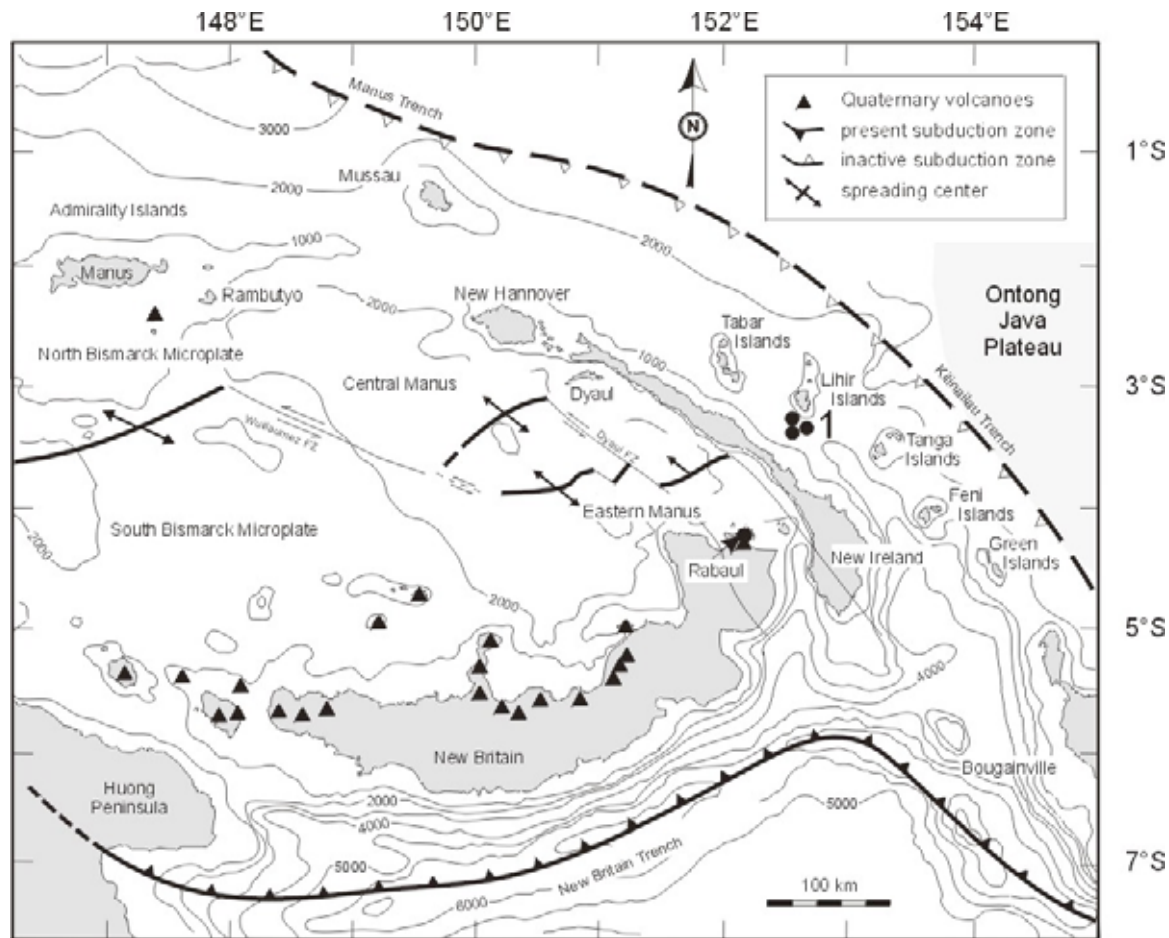 148°E
150°E
152°E
154°E
Manus Trench
3000
N
Quaternary volcanoes
present subduction zone
inactive subduction zone
spreading center
1°S
2000
Mussau
Admirality Islands
1000
2000
Manus
Rambutyo
2000
New Hannover
Ontong
Java
Plateau
Tabar
Islands
1000
North Bismarck Microplate
Central Manus
Dyaul
Lihir
Islands
Kilinailau Trench
3°S
1
FZ
Dyaul FZ
Tanga
Islands
South Bismarck Microplate
Eastern Manus
Feni
Islands
2000
Rabaul
New Ireland
Green
Islands
2000
5°S
4000
New Britain
Bougainville
Huong
Peninsula
2000
4000
5000
5000
New Britain Trench
7°S
6000
100 km